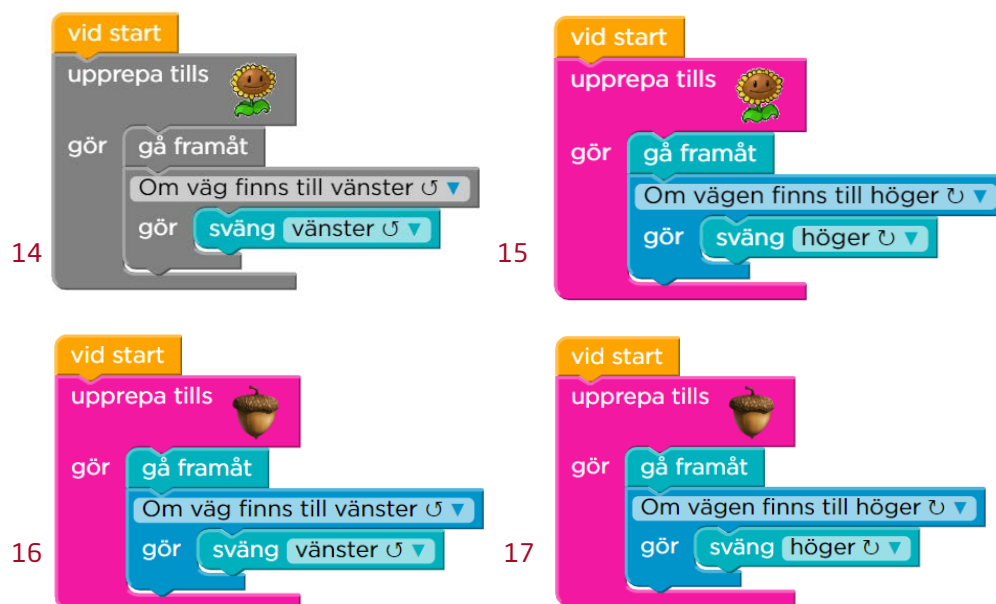 vid start
upprepa tills
gör gå framåt
Om väg finns till vänster ↺ ▼
gör sväng vänster ↺ ▼
14
vid start
upprepa tills
gör gå framåt
Om vägen finns till höger ↻ ▼
gör sväng höger ↻ ▼
15
vid start
upprepa tills
gör gå framåt
Om väg finns till vänster ↺ ▼
gör sväng vänster ↺ ▼
16
vid start
upprepa tills
gör gå framåt
Om vägen finns till höger ↻ ▼
gör sväng höger ↻ ▼
17